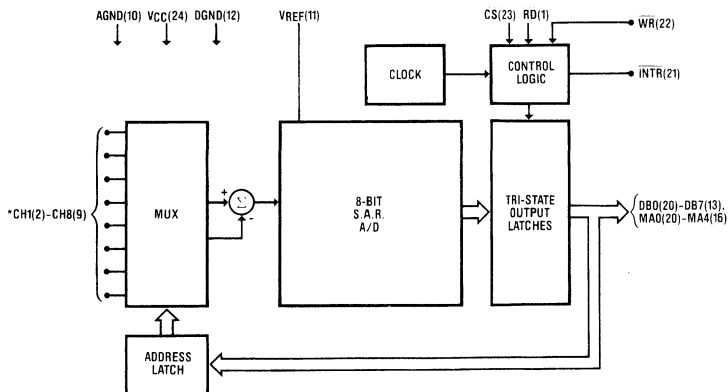 AGND(10) VCC(24) DGND(12) VREF(11) CS(23) RD(1) WR(22)
CLOCK
CONTROL
LOGIC
INTR(21)
*CH1(2)-CH8(9)
MUX
+
Σ
-
8-BIT
S.A.R.
A/D
TRI-STATE
OUTPUT
LATCHES
DB0(20)-DB7(13),
MA0(20)-MA4(16)
ADDRESS
LATCH